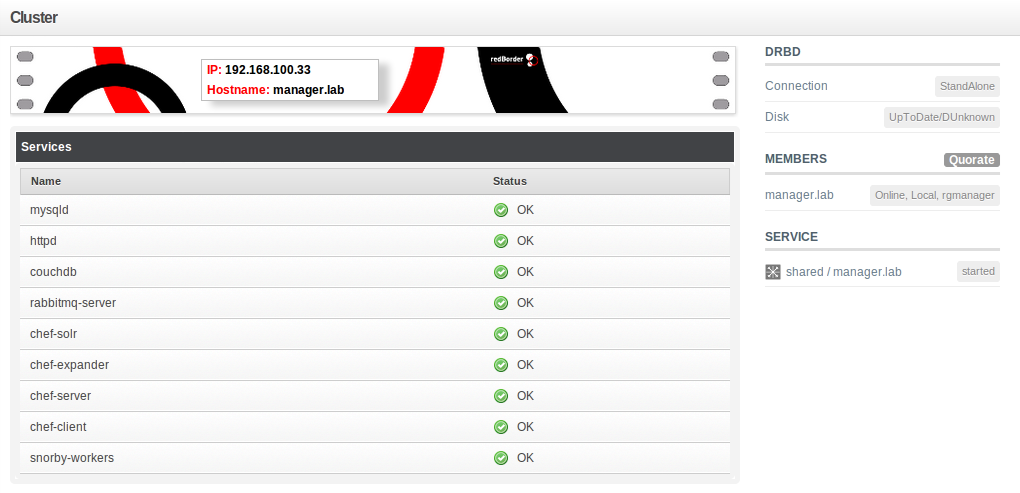 Cluster
IP: 192.168.100.33
Hostname: manager.lab
redBorder
Services
Name Status
mysqld OK
httpd OK
couchdb OK
rabbitmq-server OK
chef-solr OK
chef-expander OK
chef-server OK
chef-client OK
snorby-workers OK
DRBD
Connection StandAlone
Disk UpToDate/DUnknown
MEMBERS Quorate
manager.lab Online, Local, rgmanager
SERVICE
shared / manager.lab started